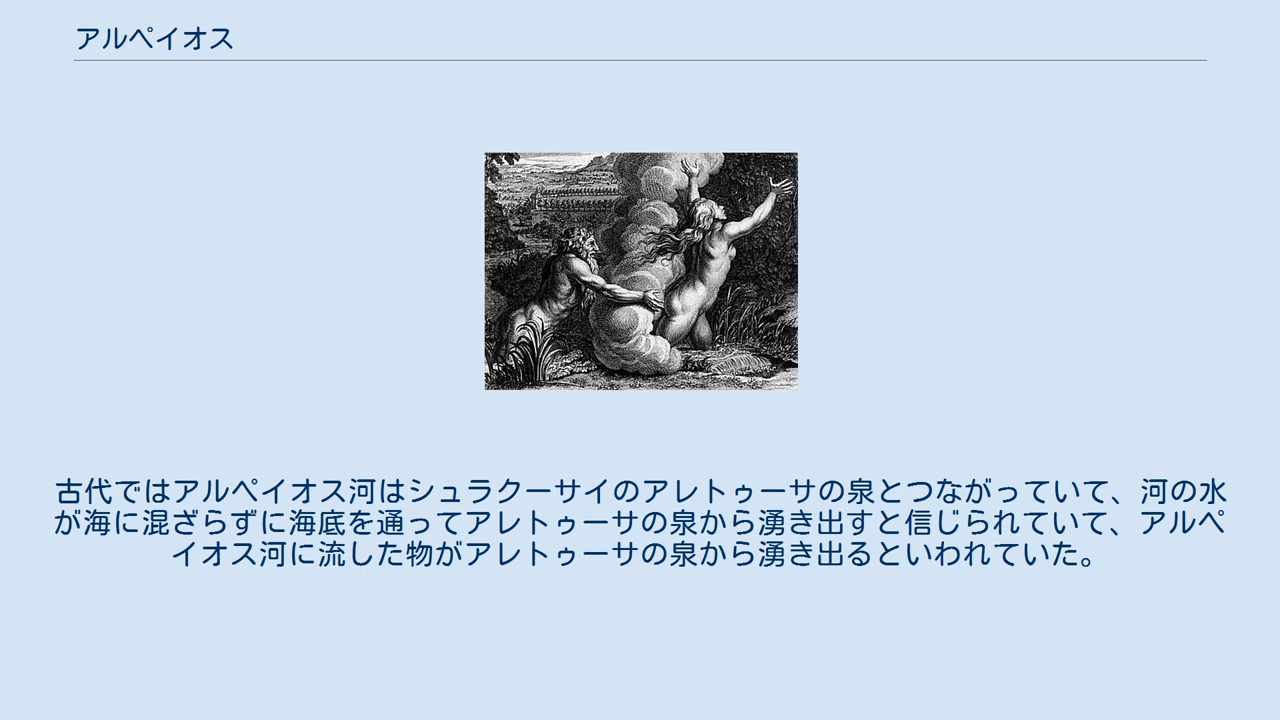 アルペイオス
古代ではアルペイオス河はシュラクーサイのアレトゥーサの泉とつながっていて、河の水
が海に混ざらずに海底を通ってアレトゥーサの泉から湧き出すと信じられていて、アルペ
イオス河に流した物がアレトゥーサの泉から湧き出るといわれていた。